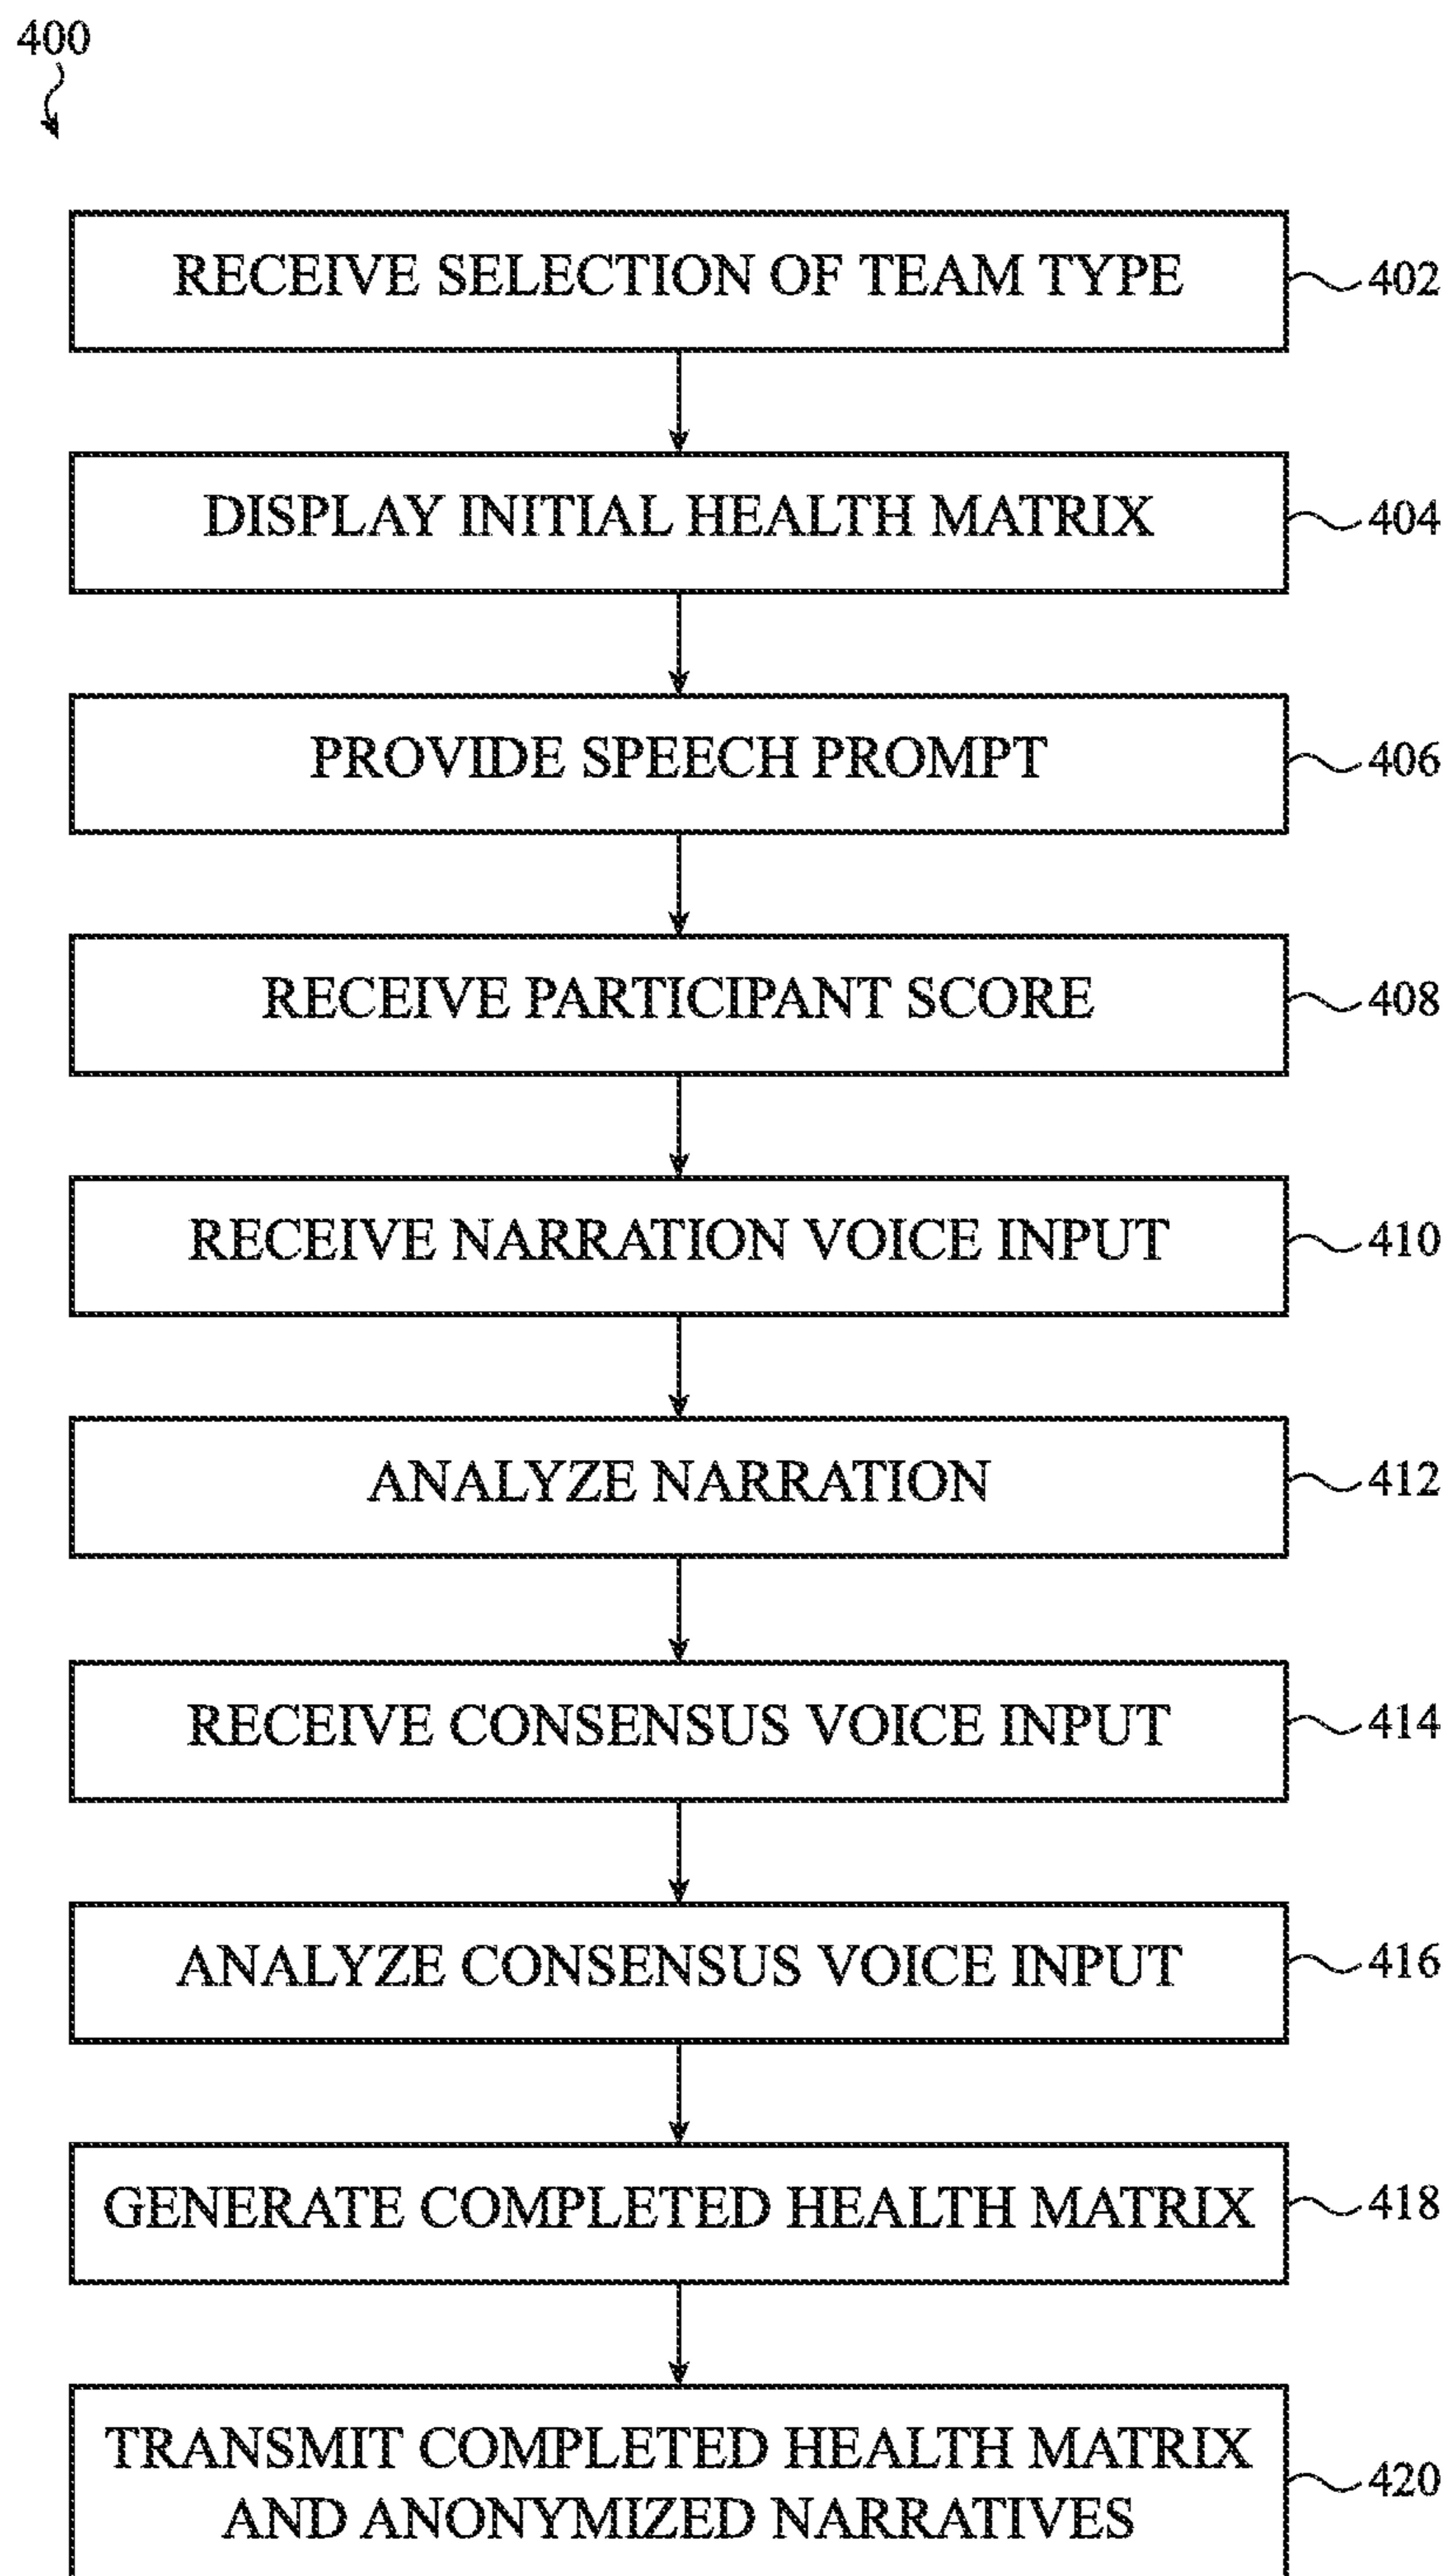 400
RECEIVE SELECTION OF TEAM TYPE
402
DISPLAY INITIAL HEALTH MATRIX
404
PROVIDE SPEECH PROMPT
406
RECEIVE PARTICIPANT SCORE
408
RECEIVE NARRATION VOICE INPUT
410
ANALYZE NARRATION
412
RECEIVE CONSENSUS VOICE INPUT
414
ANALYZE CONSENSUS VOICE INPUT
416
GENERATE COMPLETED HEALTH MATRIX
418
TRANSMIT COMPLETED HEALTH MATRIX
AND ANONYMIZED NARRATIVES
420